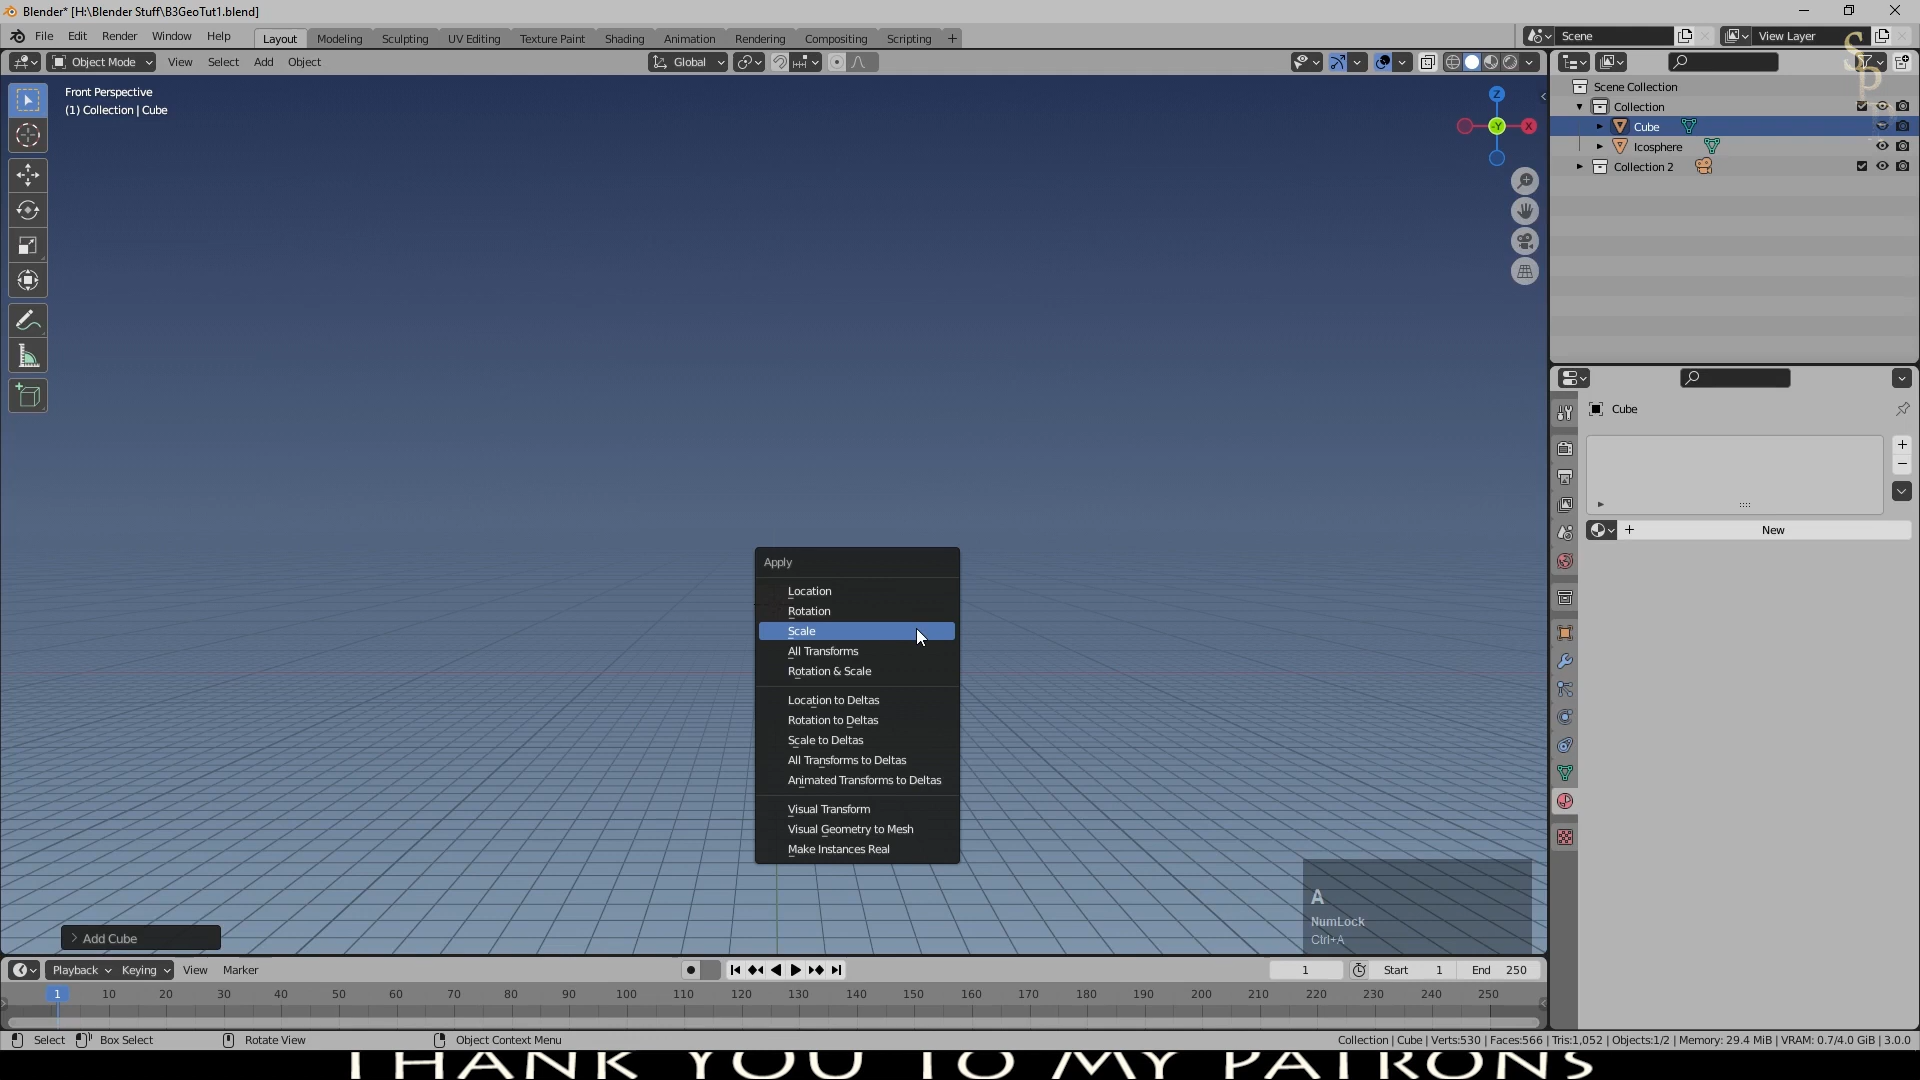 Blender* [H:\Blender Stuff\B3GeoTut1.blend]
File Edit Render Window Help Layout Modeling Sculpting UV Editing Texture Paint Shading Animation Rendering Compositing Scripting + Scene View Layer
Object Mode View Select Add Object Global
Front Perspective
(1) Collection | Cube
Z
-Y
X
Scene Collection
Collection
Cube
Icosphere
Collection 2
Cube
New
Apply
Location
Rotation
Scale
All Transforms
Rotation & Scale
Location to Deltas
Rotation to Deltas
Scale to Deltas
All Transforms to Deltas
Animated Transforms to Deltas
Visual Transform
Visual Geometry to Mesh
Make Instances Real
A
NumLock
Ctrl+A
Add Cube
Playback Keying View Marker 1 Start 1 End 250
1 10 20 30 40 50 60 70 80 90 100 110 120 130 140 150 160 170 180 190 200 210 220 230 240 250
Select Box Select Rotate View Object Context Menu Collection | Cube | Verts:530 | Faces:566 | Tris:1,052 | Objects:1/2 | Memory: 29.4 MiB | VRAM: 0.7/4.0 GiB | 3.0.0
THANK YOU TO MY PATRONS